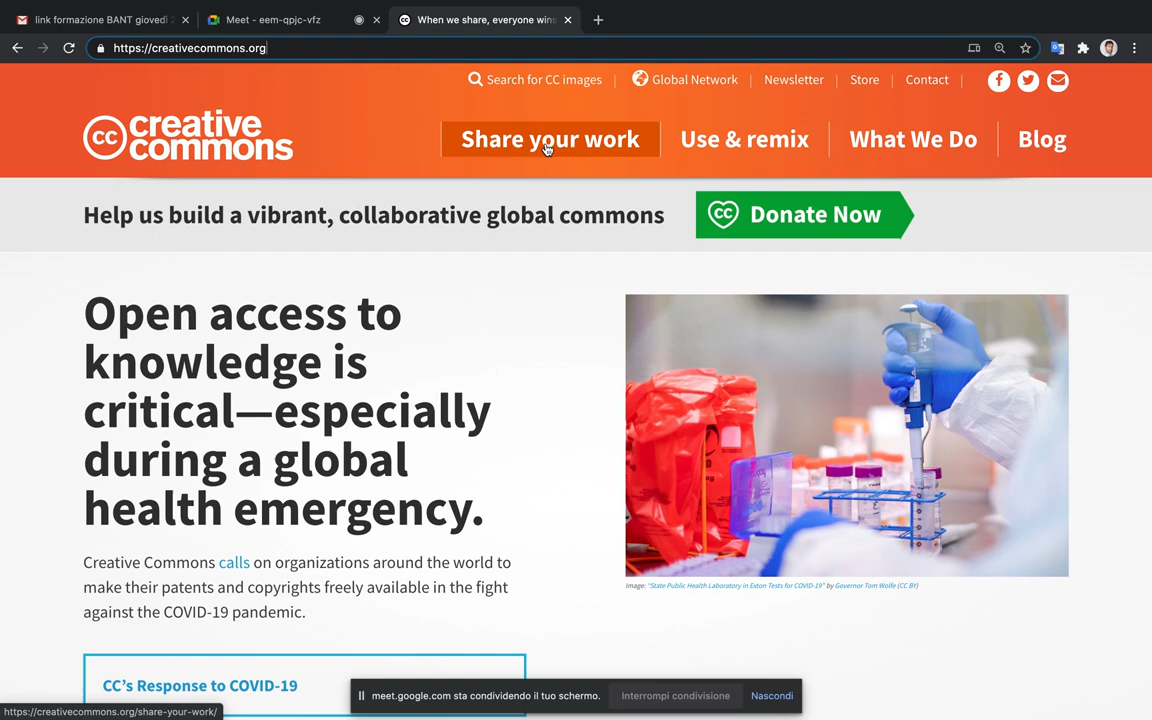 link formazione BANT giovedì 2
Meet - eem-qpjc-vfz
When we share, everyone wins
https://creativecommons.org
Search for CC images
Global Network
Newsletter
Store
Contact
cc creative commons
Share your work
Use & remix
What We Do
Blog
Help us build a vibrant, collaborative global commons
cc Donate Now
Open access to
knowledge is
critical—especially
during a global
health emergency.
Creative Commons calls on organizations around the world to
make their patents and copyrights freely available in the fight
against the COVID-19 pandemic.
Image: "State Public Health Laboratory in Exton Tests for COVID-19" by Governor Tom Wolfe (CC BY)
CC's Response to COVID-19
meet.google.com sta condividendo il tuo schermo.
Interrompi condivisione
Nascondi
https://creativecommons.org/share-your-work/